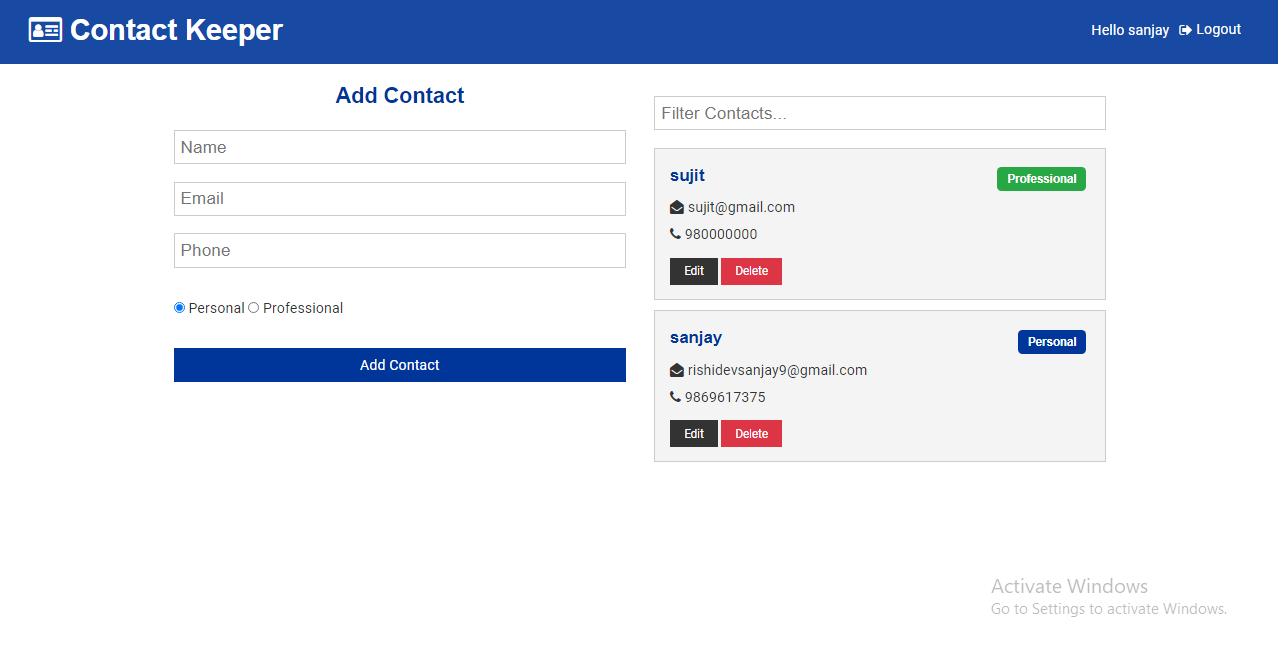 Contact Keeper
Hello sanjay Logout
Add Contact
Name
Email
Phone
Personal Professional
Add Contact
Filter Contacts...
sujit
Professional
sujit@gmail.com
980000000
Edit Delete
sanjay
Personal
rishidevsanjay9@gmail.com
9869617375
Edit Delete
Activate Windows
Go to Settings to activate Windows.